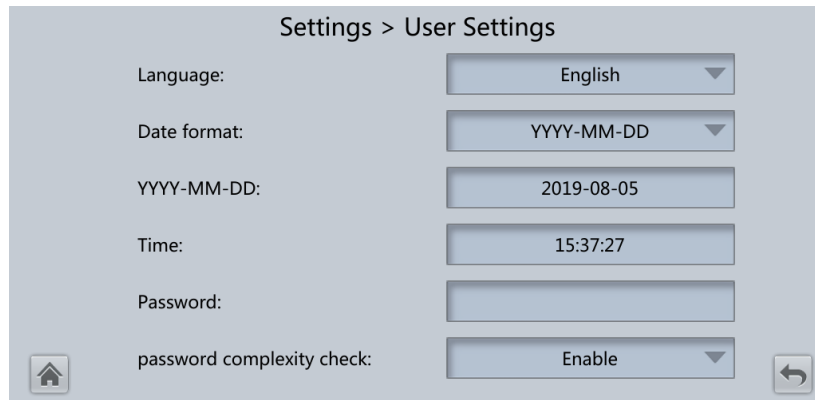 Settings > User Settings
Language: English
Date format: YYYY-MM-DD
YYYY-MM-DD: 2019-08-05
Time: 15:37:27
Password:
password complexity check: Enable